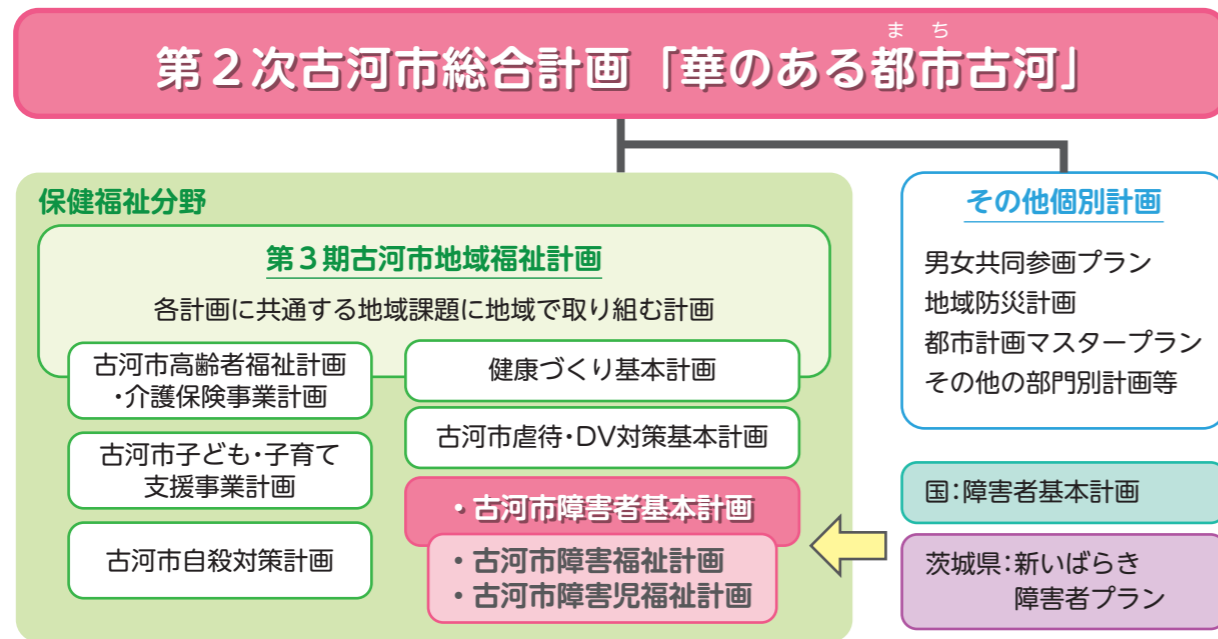 まち
第2次古河市総合計画「華のある都市古河」
保健福祉分野
第3期古河市地域福祉計画
各計画に共通する地域課題に地域で取り組む計画
古河市高齢者福祉計画
・介護保険事業計画
古河市子ども・子育て
支援事業計画
古河市自殺対策計画
健康づくり基本計画
古河市虐待・DV対策基本計画
・古河市障害者基本計画
・古河市障害福祉計画
・古河市障害児福祉計画
その他個別計画
男女共同参画プラン
地域防災計画
都市計画マスタープラン
その他の部門別計画等
国：障害者基本計画
茨城県：新いばらき
障害者プラン